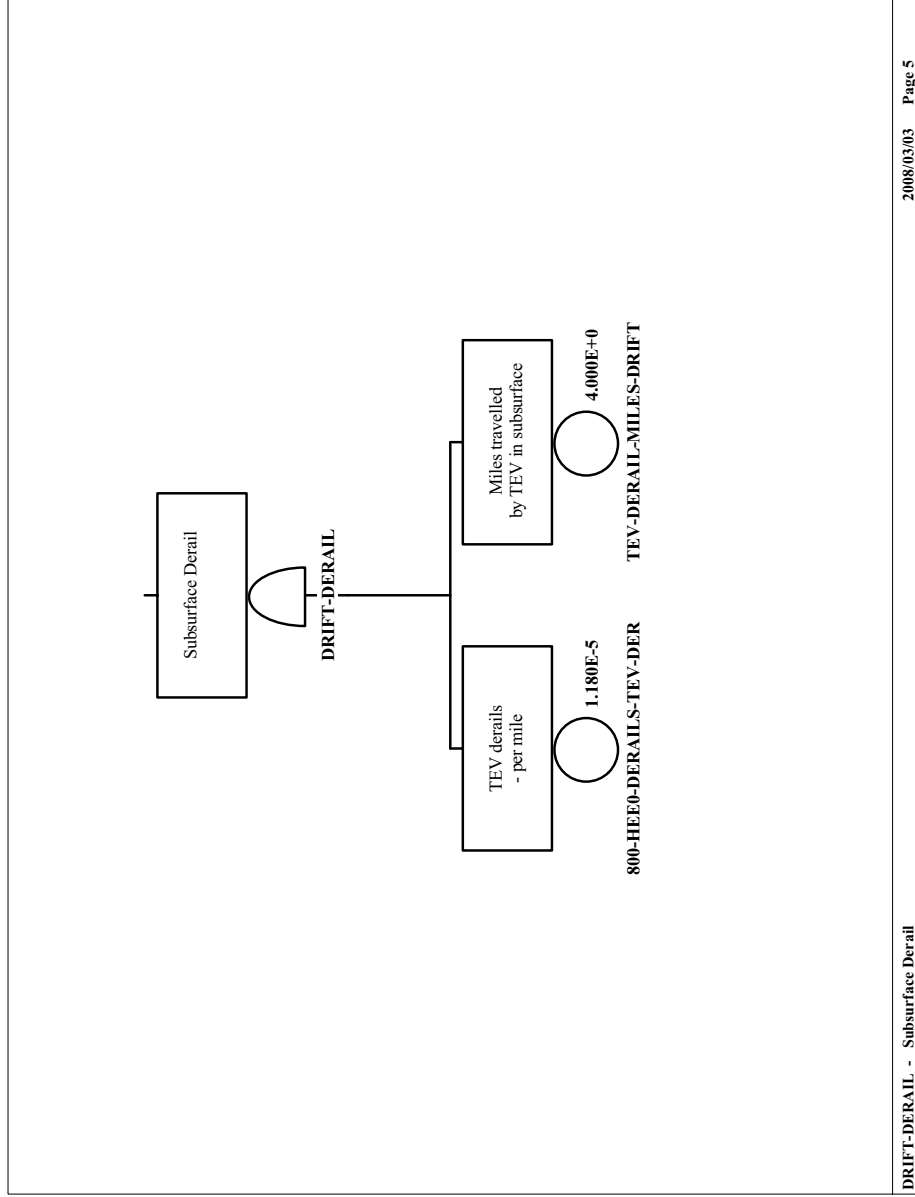 Subsurface Derail
DRIFT-DERAIL
TEV derails
- per mile
1.180E-5
800-HEE0-DERAILS-TEV-DER
Miles travelled
by TEV in subsurface
4.000E+0
TEV-DERAIL-MILES-DRIFT
DRIFT-DERAIL - Subsurface Derail
2008/03/03 Page 5